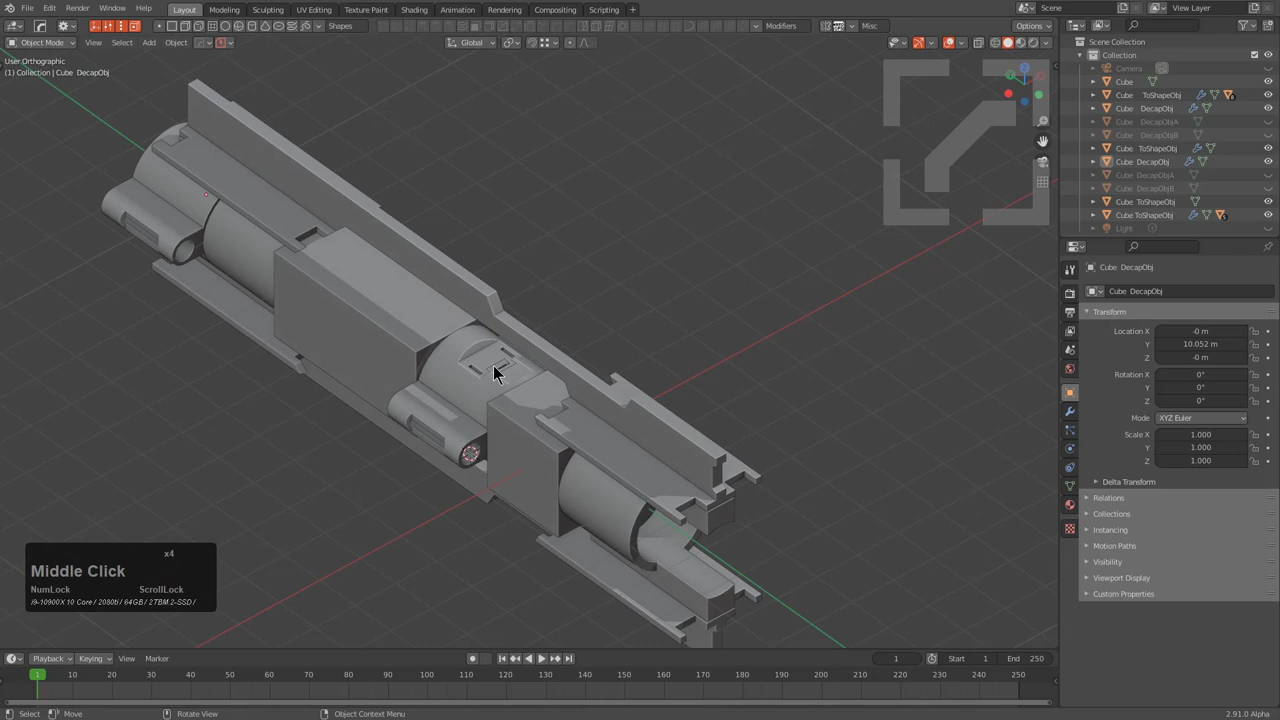 File Edit Render Window Help Layout Modeling Sculpting UV Editing Texture Paint Shading Animation Rendering Compositing Scripting + Scene View Layer
Shapes Modifiers Misc Options
Object Mode View Select Add Object Global
User Orthographic
(1) Collection | Cube DecapObj
Scene Collection
Collection
Camera
Cube
Cube ToShapeObj
Cube DecapObj
Cube DecapObjA
Cube DecapObjB
Cube ToShapeObj
Cube DecapObj
Cube DecapObjA
Cube DecapObjB
Cube ToShapeObj
Cube ToShapeObj
Light
Cube DecapObj
Cube DecapObj
Transform
Location X -0 m
Y 10.052 m
Z -0 m
Rotation X 0°
Y 0°
Z 0°
Mode XYZ Euler
Scale X 1.000
Y 1.000
Z 1.000
Delta Transform
Relations
Collections
Instancing
Motion Paths
Visibility
Viewport Display
Custom Properties
x4
Middle Click
NumLock ScrollLock
i9-10900X 10 Core / 2080ti / 64GB / 2TBM.2-SSD /
Playback Keying View Marker 1 Start 1 End 250
1 10 20 30 40 50 60 70 80 90 100 110 120 130 140 150 160 170 180 190 200 210 220 230 240 250
Select Move Rotate View Object Context Menu 2.91.0 Alpha